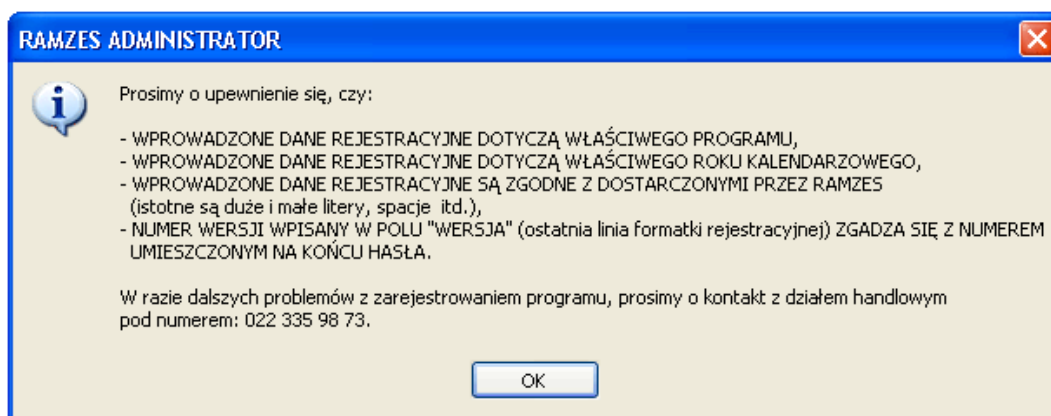 RAMZES ADMINISTRATOR
Prosimy o upewnienie się, czy:
- WPROWADZONE DANE REJESTRACYJNE DOTYCZĄ WŁAŚCIWEGO PROGRAMU,
- WPROWADZONE DANE REJESTRACYJNE DOTYCZĄ WŁAŚCIWEGO ROKU KALENDARZOWEGO,
- WPROWADZONE DANE REJESTRACYJNE SĄ ZGODNE Z DOSTARCZONYMI PRZEZ RAMZES
(istotne są duże i małe litery, spacje itd.),
- NUMER WERSJI WPISANY W POLU "WERSJA" (ostatnia linia formatki rejestracyjnej) ZGADZA SIĘ Z NUMEREM
UMIESZCZONYM NA KOŃCU HASŁA.
W razie dalszych problemów z zarejestrowaniem programu, prosimy o kontakt z działem handlowym
pod numerem: 022 335 98 73.
OK